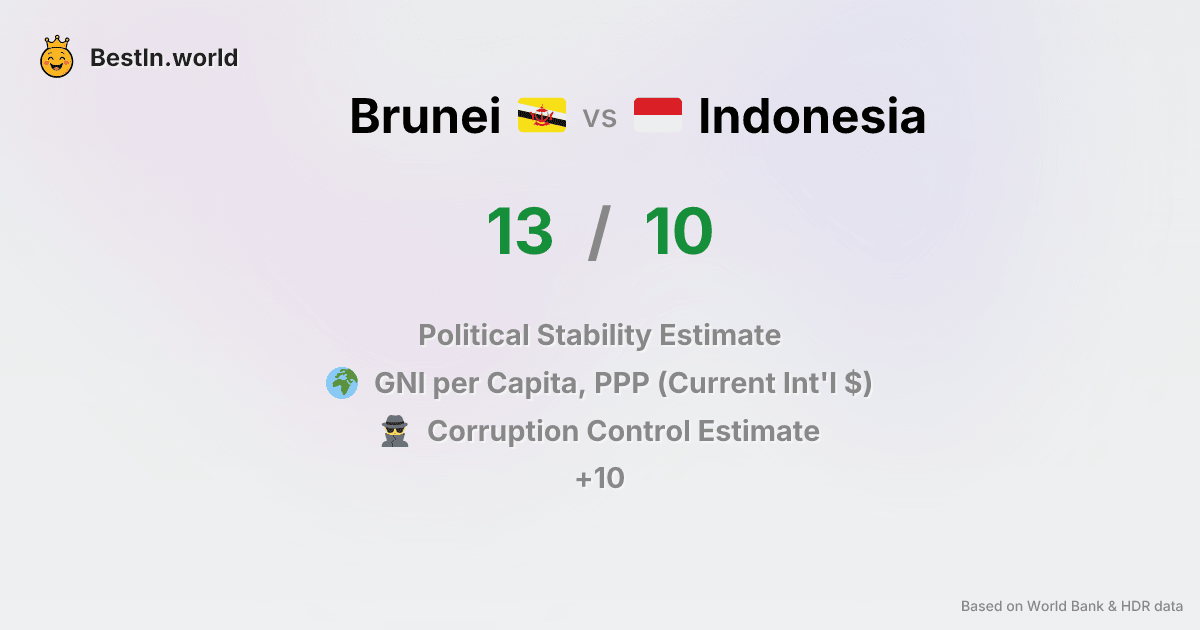 BestIn.world
Brunei vs Indonesia
13 / 10
Political Stability Estimate
GNI per Capita, PPP (Current Int'l $)
Corruption Control Estimate
+10
Based on World Bank & HDR data